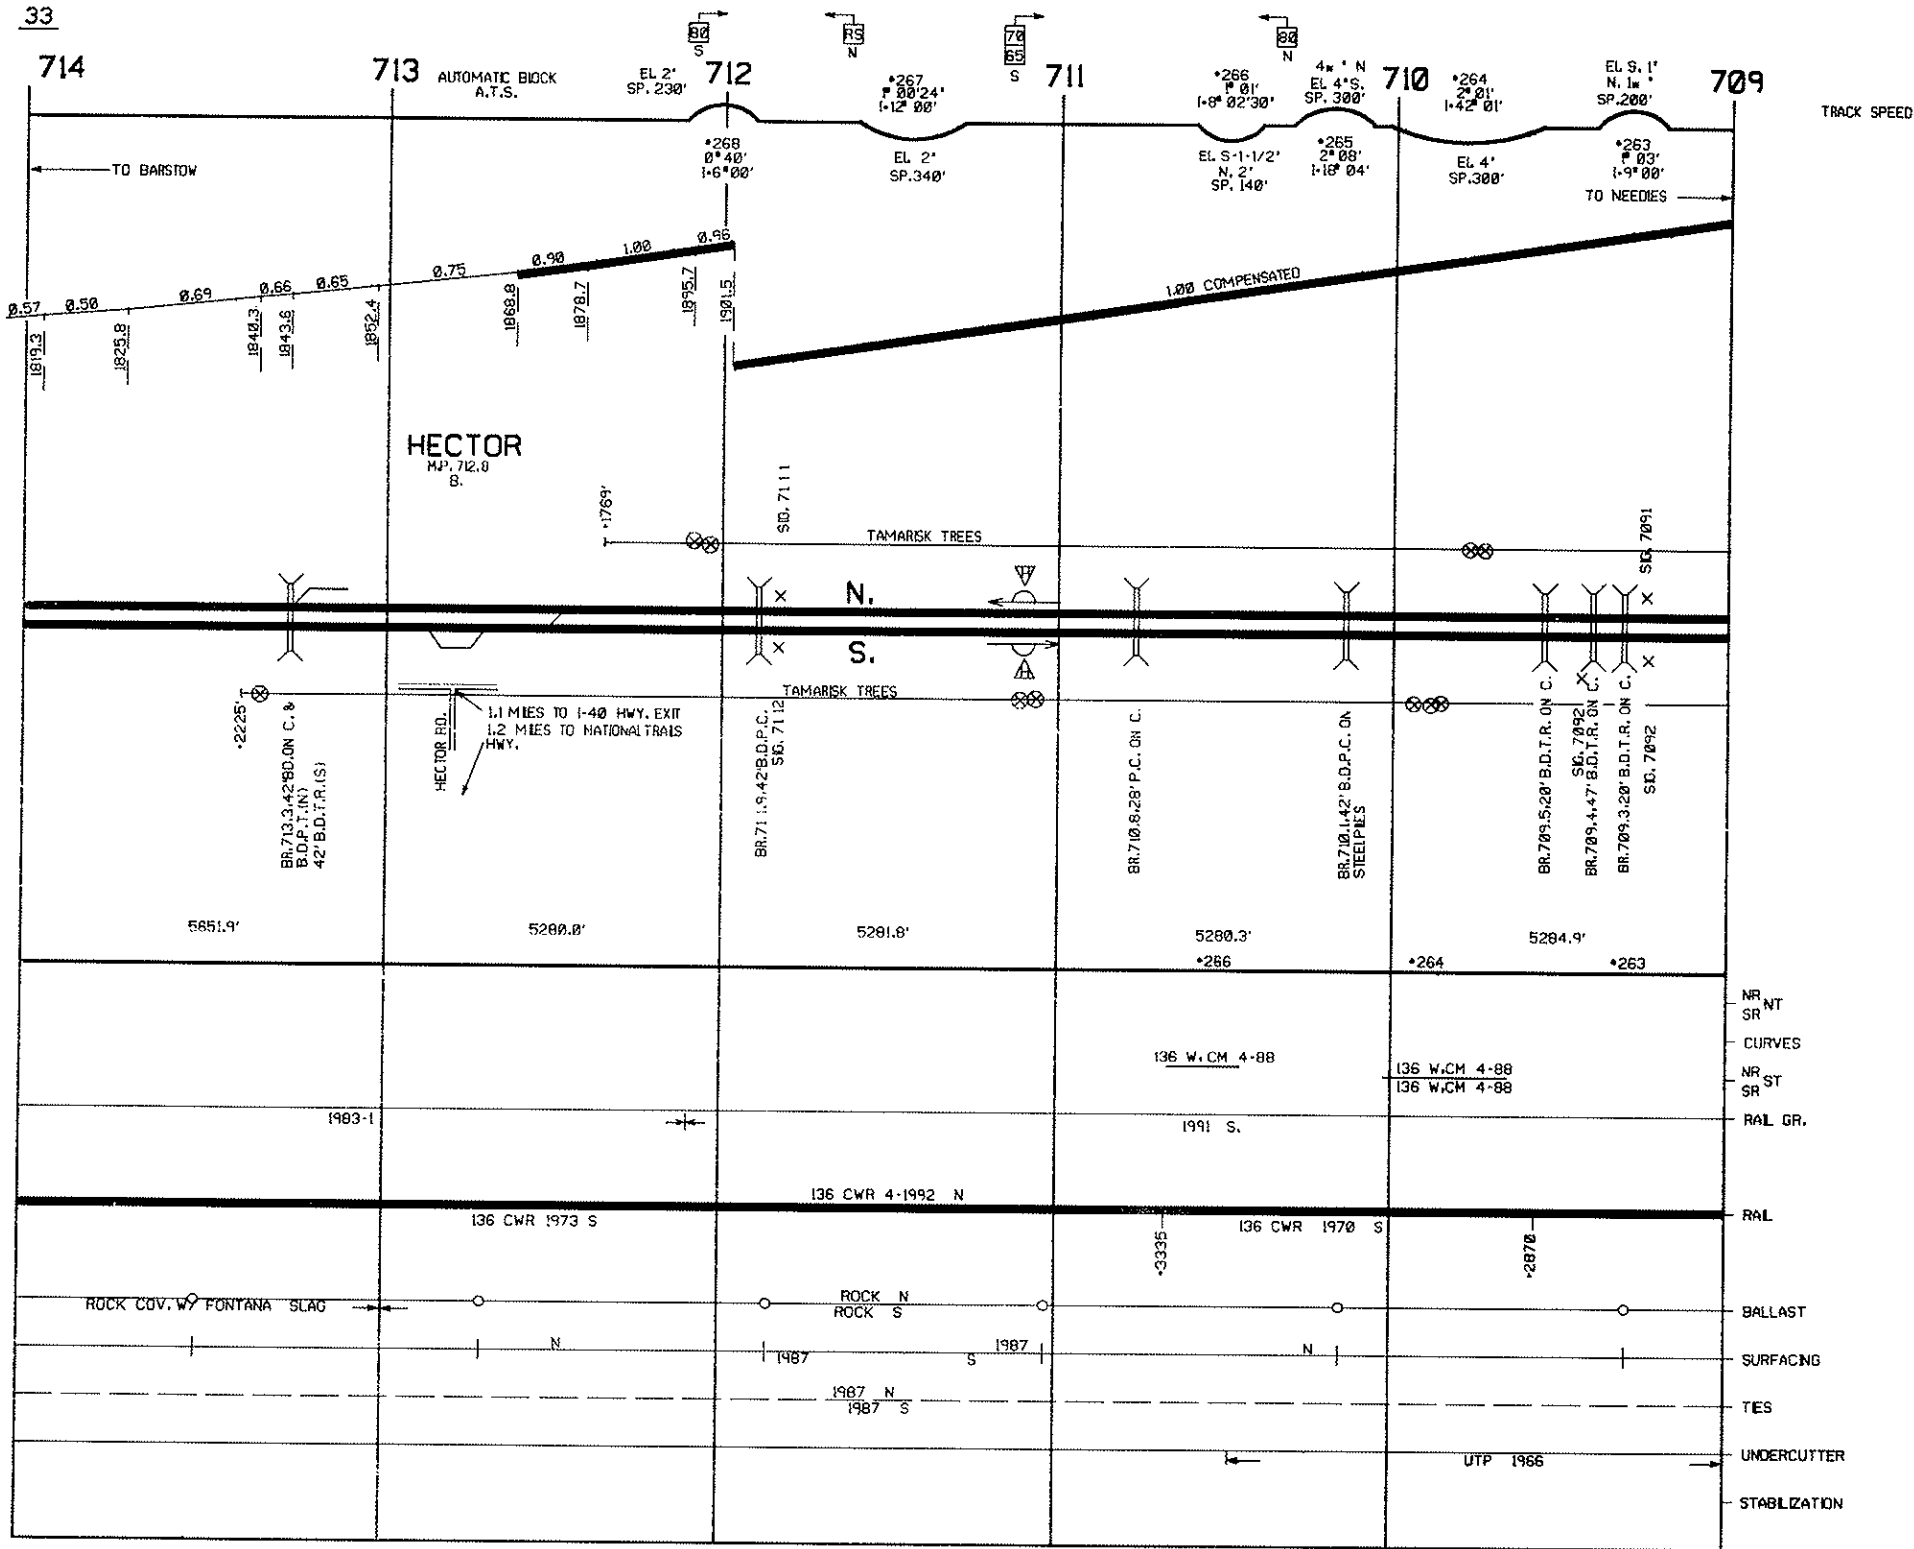 33
80
S
RS
N
70
65
S
80
N
714
713
AUTOMATIC BLOCK
A.T.S.
EL 2"
SP. 230'
712
•267
1° 00'24"
I-12° 00'
711
•266
1° 01'
I-8° 02'30"
EL 4" S.
SP. 300'
710
•264
2° 01'
I-42° 01'
EL S. 1"
SP. 200'
709
TRACK SPEED
TO BARSTOW
•268
0° 40'
I-6° 00'
EL 2"
SP. 340'
EL S-1-1/2"
N. 2"
SP. 140'
•265
2° 08'
I-18° 04'
EL 4"
SP. 300'
•263
1° 03'
I-9° 00'
TO NEEDLES
0.57
0.50
0.69
0.66
0.65
0.75
0.90
1.00
0.96
1.00 COMPENSATED
1819.3
1825.8
1840.3
1843.6
1852.4
1868.8
1878.7
1895.7
1901.5
HECTOR
M.P. 712.8
B.
•1769'
SIG. 7111
TAMARISK TREES
SIG. 7091
N.
S.
TAMARISK TREES
•2225'
BR. 713.3, 42' B.D. ON C. &
B.D.P.T. (N)
42' B.D.T.R. (S)
HECTOR RD.
1.1 MILES TO I-40 HWY. EXIT
1.2 MILES TO NATIONAL TRAILS
HWY.
BR. 711.9, 42' B.D.P.C.
SIG. 7112
BR. 710.8, 28' P.C. ON C.
BR. 710.1, 42' B.D.P.C. ON
STEEL PILES
BR. 709.5, 20' B.D.T.R. ON C.
SIG. 7092
BR. 709.4, 47' B.D.T.R. ON C.
BR. 709.3, 20' B.D.T.R. ON C.
SIG. 7092
5651.9'
5280.0'
5281.8'
5280.3'
5284.9'
•266
•264
•263
NR
SR NT
CURVES
136 W.CM 4-88
136 W.CM 4-88
136 W.CM 4-88
NR
SR ST
1983-1
1991 S.
RAIL GR.
136 CWR 4-1992 N
136 CWR 1973 S
136 CWR 1970 S
RAIL
•3335
•2870
ROCK COV. W/ FONTANA SLAG
ROCK N
ROCK S
BALLAST
N
1987
S
1987
N
SURFACING
1987 N
1987 S
TIES
UTP 1966
UNDERCUTTER
STABILIZATION